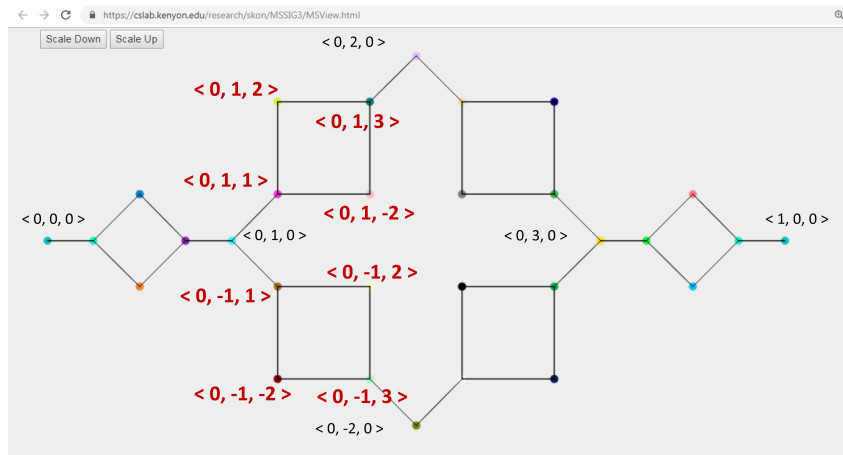 https://cslab.kenyon.edu/research/skon/MSSIG3/MSView.html
Scale Down Scale Up
< 0, 2, 0 >
< 0, 1, 2 >
< 0, 1, 3 >
< 0, 1, 1 >
< 0, 1, -2 >
< 0, 0, 0 >
< 0, 1, 0 >
< 0, 3, 0 >
< 1, 0, 0 >
< 0, -1, 2 >
< 0, -1, 1 >
< 0, -1, -2 >
< 0, -1, 3 >
< 0, -2, 0 >